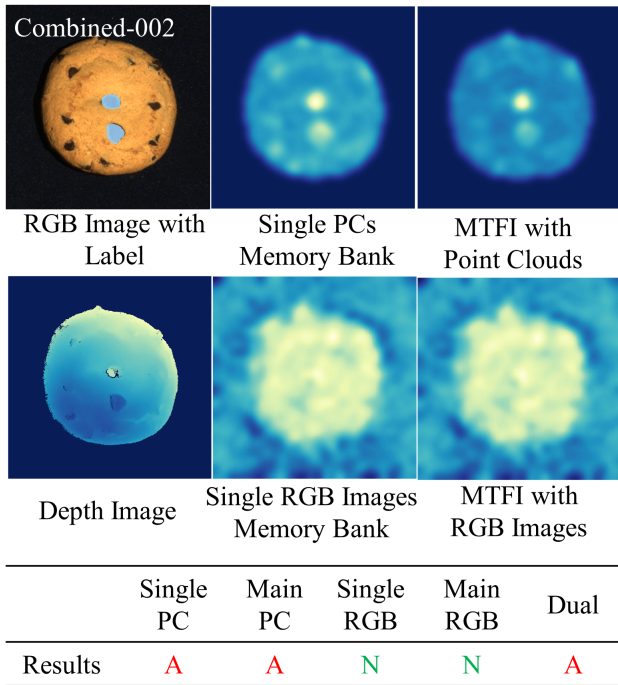 Combined-002
RGB Image with
Label
Single PCs
Memory Bank
MTFI with
Point Clouds
Depth Image
Single RGB Images
Memory Bank
MTFI with
RGB Images
Single
PC
Main
PC
Single
RGB
Main
RGB
Dual
Results A A N N A